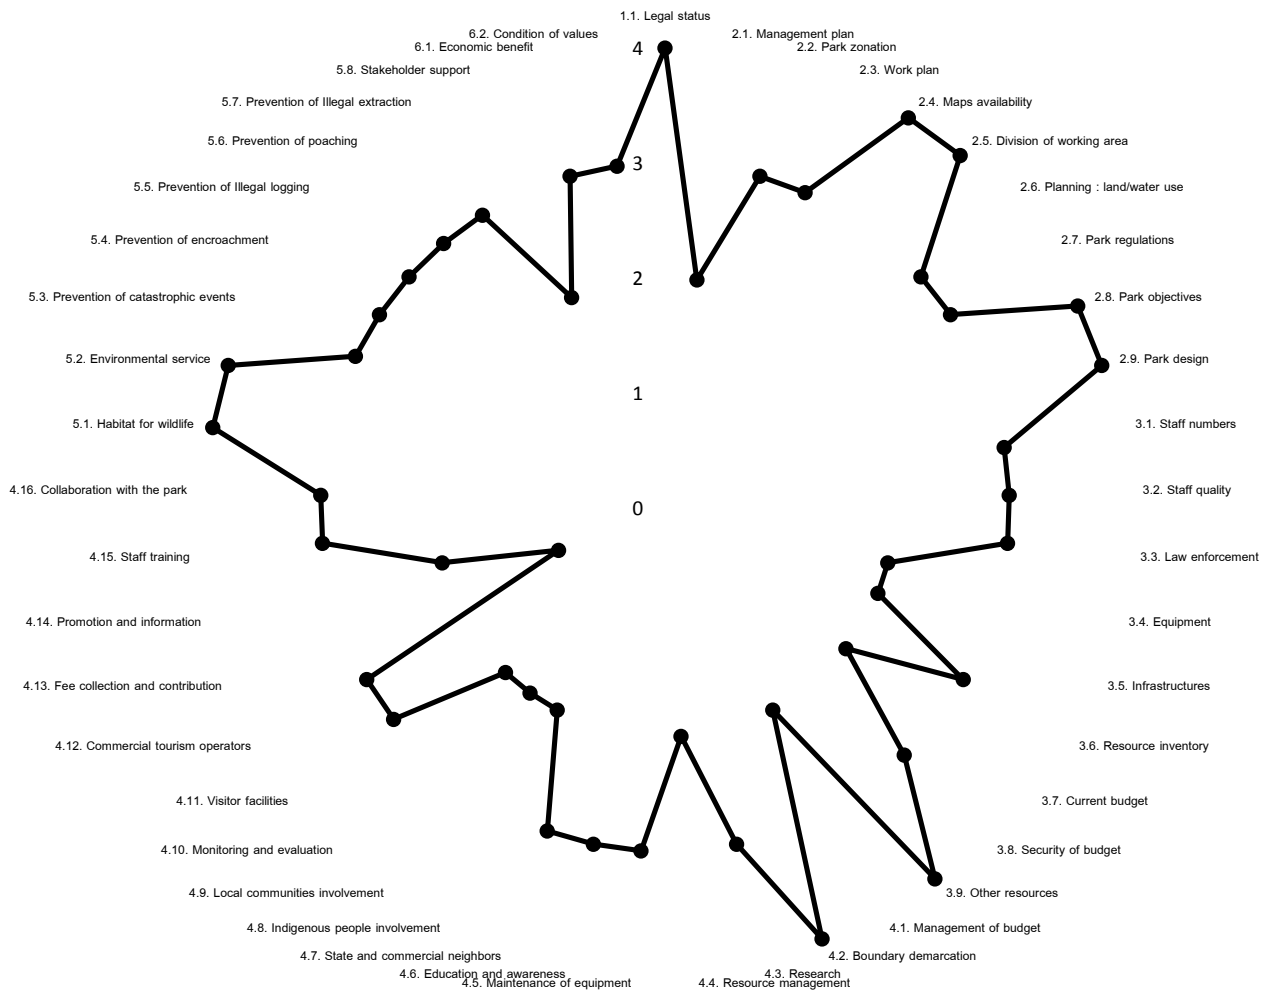 1.1. Legal status
2.1. Management plan
2.2. Park zonation
2.3. Work plan
2.4. Maps availability
2.5. Division of working area
2.6. Planning : land/water use
2.7. Park regulations
2.8. Park objectives
2.9. Park design
3.1. Staff numbers
3.2. Staff quality
3.3. Law enforcement
3.4. Equipment
3.5. Infrastructures
3.6. Resource inventory
3.7. Current budget
3.8. Security of budget
3.9. Other resources
4.1. Management of budget
4.2. Boundary demarcation
4.3. Research
4.4. Resource management
4.5. Maintenance of equipment
4.6. Education and awareness
4.7. State and commercial neighbors
4.8. Indigenous people involvement
4.9. Local communities involvement
4.10. Monitoring and evaluation
4.11. Visitor facilities
4.12. Commercial tourism operators
4.13. Fee collection and contribution
4.14. Promotion and information
4.15. Staff training
4.16. Collaboration with the park
5.1. Habitat for wildlife
5.2. Environmental service
5.3. Prevention of catastrophic events
5.4. Prevention of encroachment
5.5. Prevention of Illegal logging
5.6. Prevention of poaching
5.7. Prevention of Illegal extraction
5.8. Stakeholder support
6.1. Economic benefit
6.2. Condition of values
4
3
2
1
0